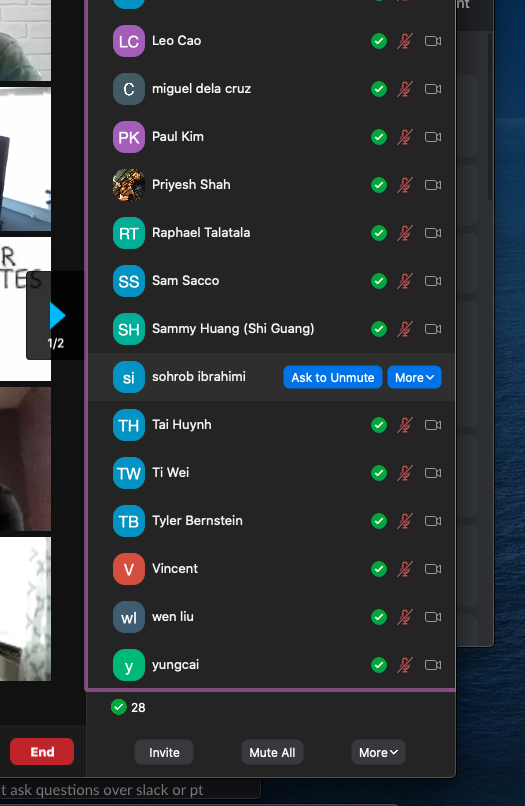 nt
LC Leo Cao
C miguel dela cruz
PK Paul Kim
Priyesh Shah
RT Raphael Talatala
R
TES
SS Sam Sacco
SH Sammy Huang (Shi Guang)
1/2
si sohrob ibrahimi Ask to Unmute More
TH Tai Huynh
TW Ti Wei
TB Tyler Bernstein
V Vincent
wl wen liu
y yungcai
28
End Invite Mute All More
t ask questions over slack or pt